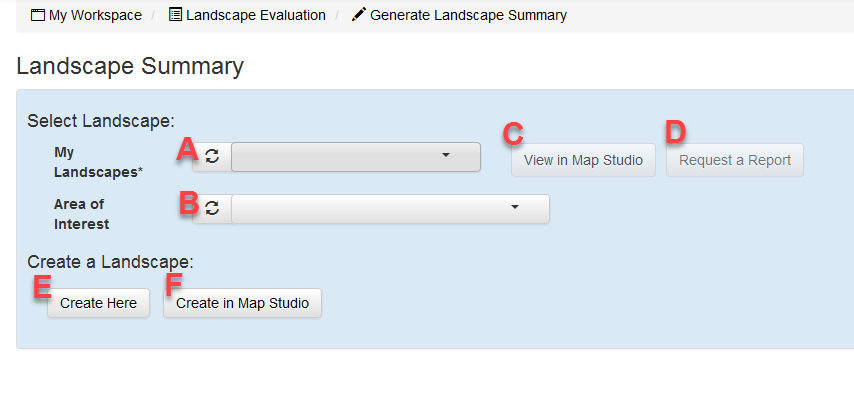 My Workspace / Landscape Evaluation / Generate Landscape Summary
Landscape Summary
Select Landscape:
A
My Landscapes*
C
View in Map Studio
D
Request a Report
B
Area of Interest
Create a Landscape:
E
Create Here
F
Create in Map Studio